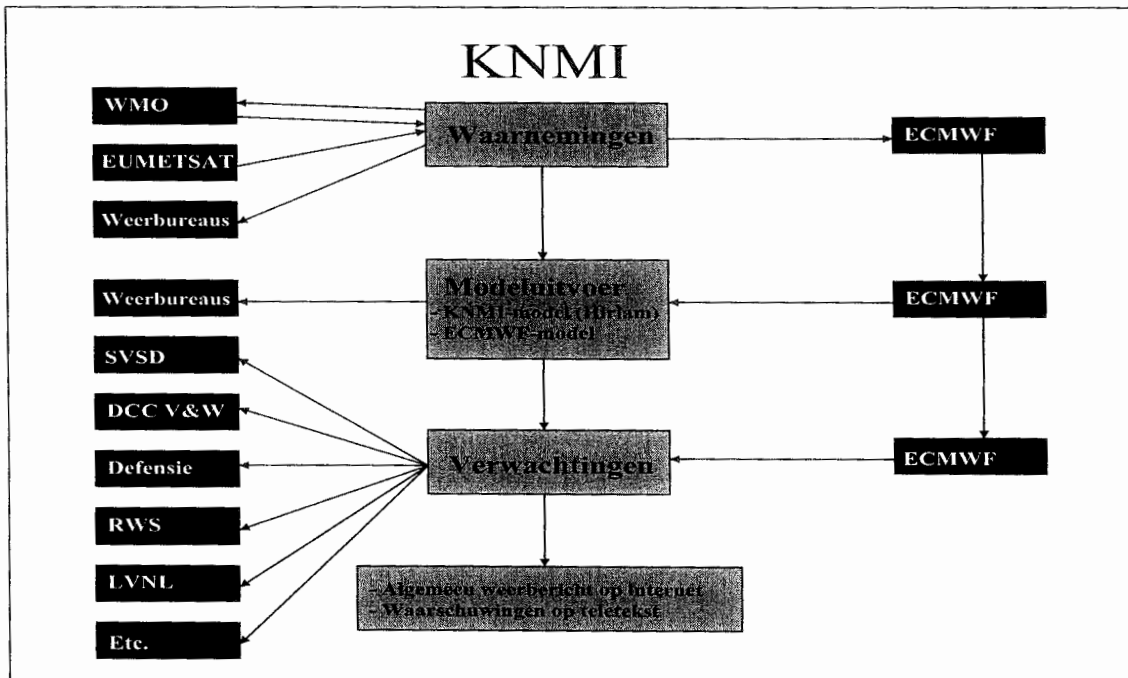 KNMI
WMO
EUMETSAT
Weerbureaus
Waarnemingen
ECMWF
Weerbureaus
Modeluitvoer
- KNMI-model (Hirlam)
- ECMWF-model
ECMWF
SVSD
DCC V&W
Defensie
RWS
LVNL
Etc.
Verwachtingen
ECMWF
- Algemeen weerbericht op Internet
- Waarschuwingen op teletekst